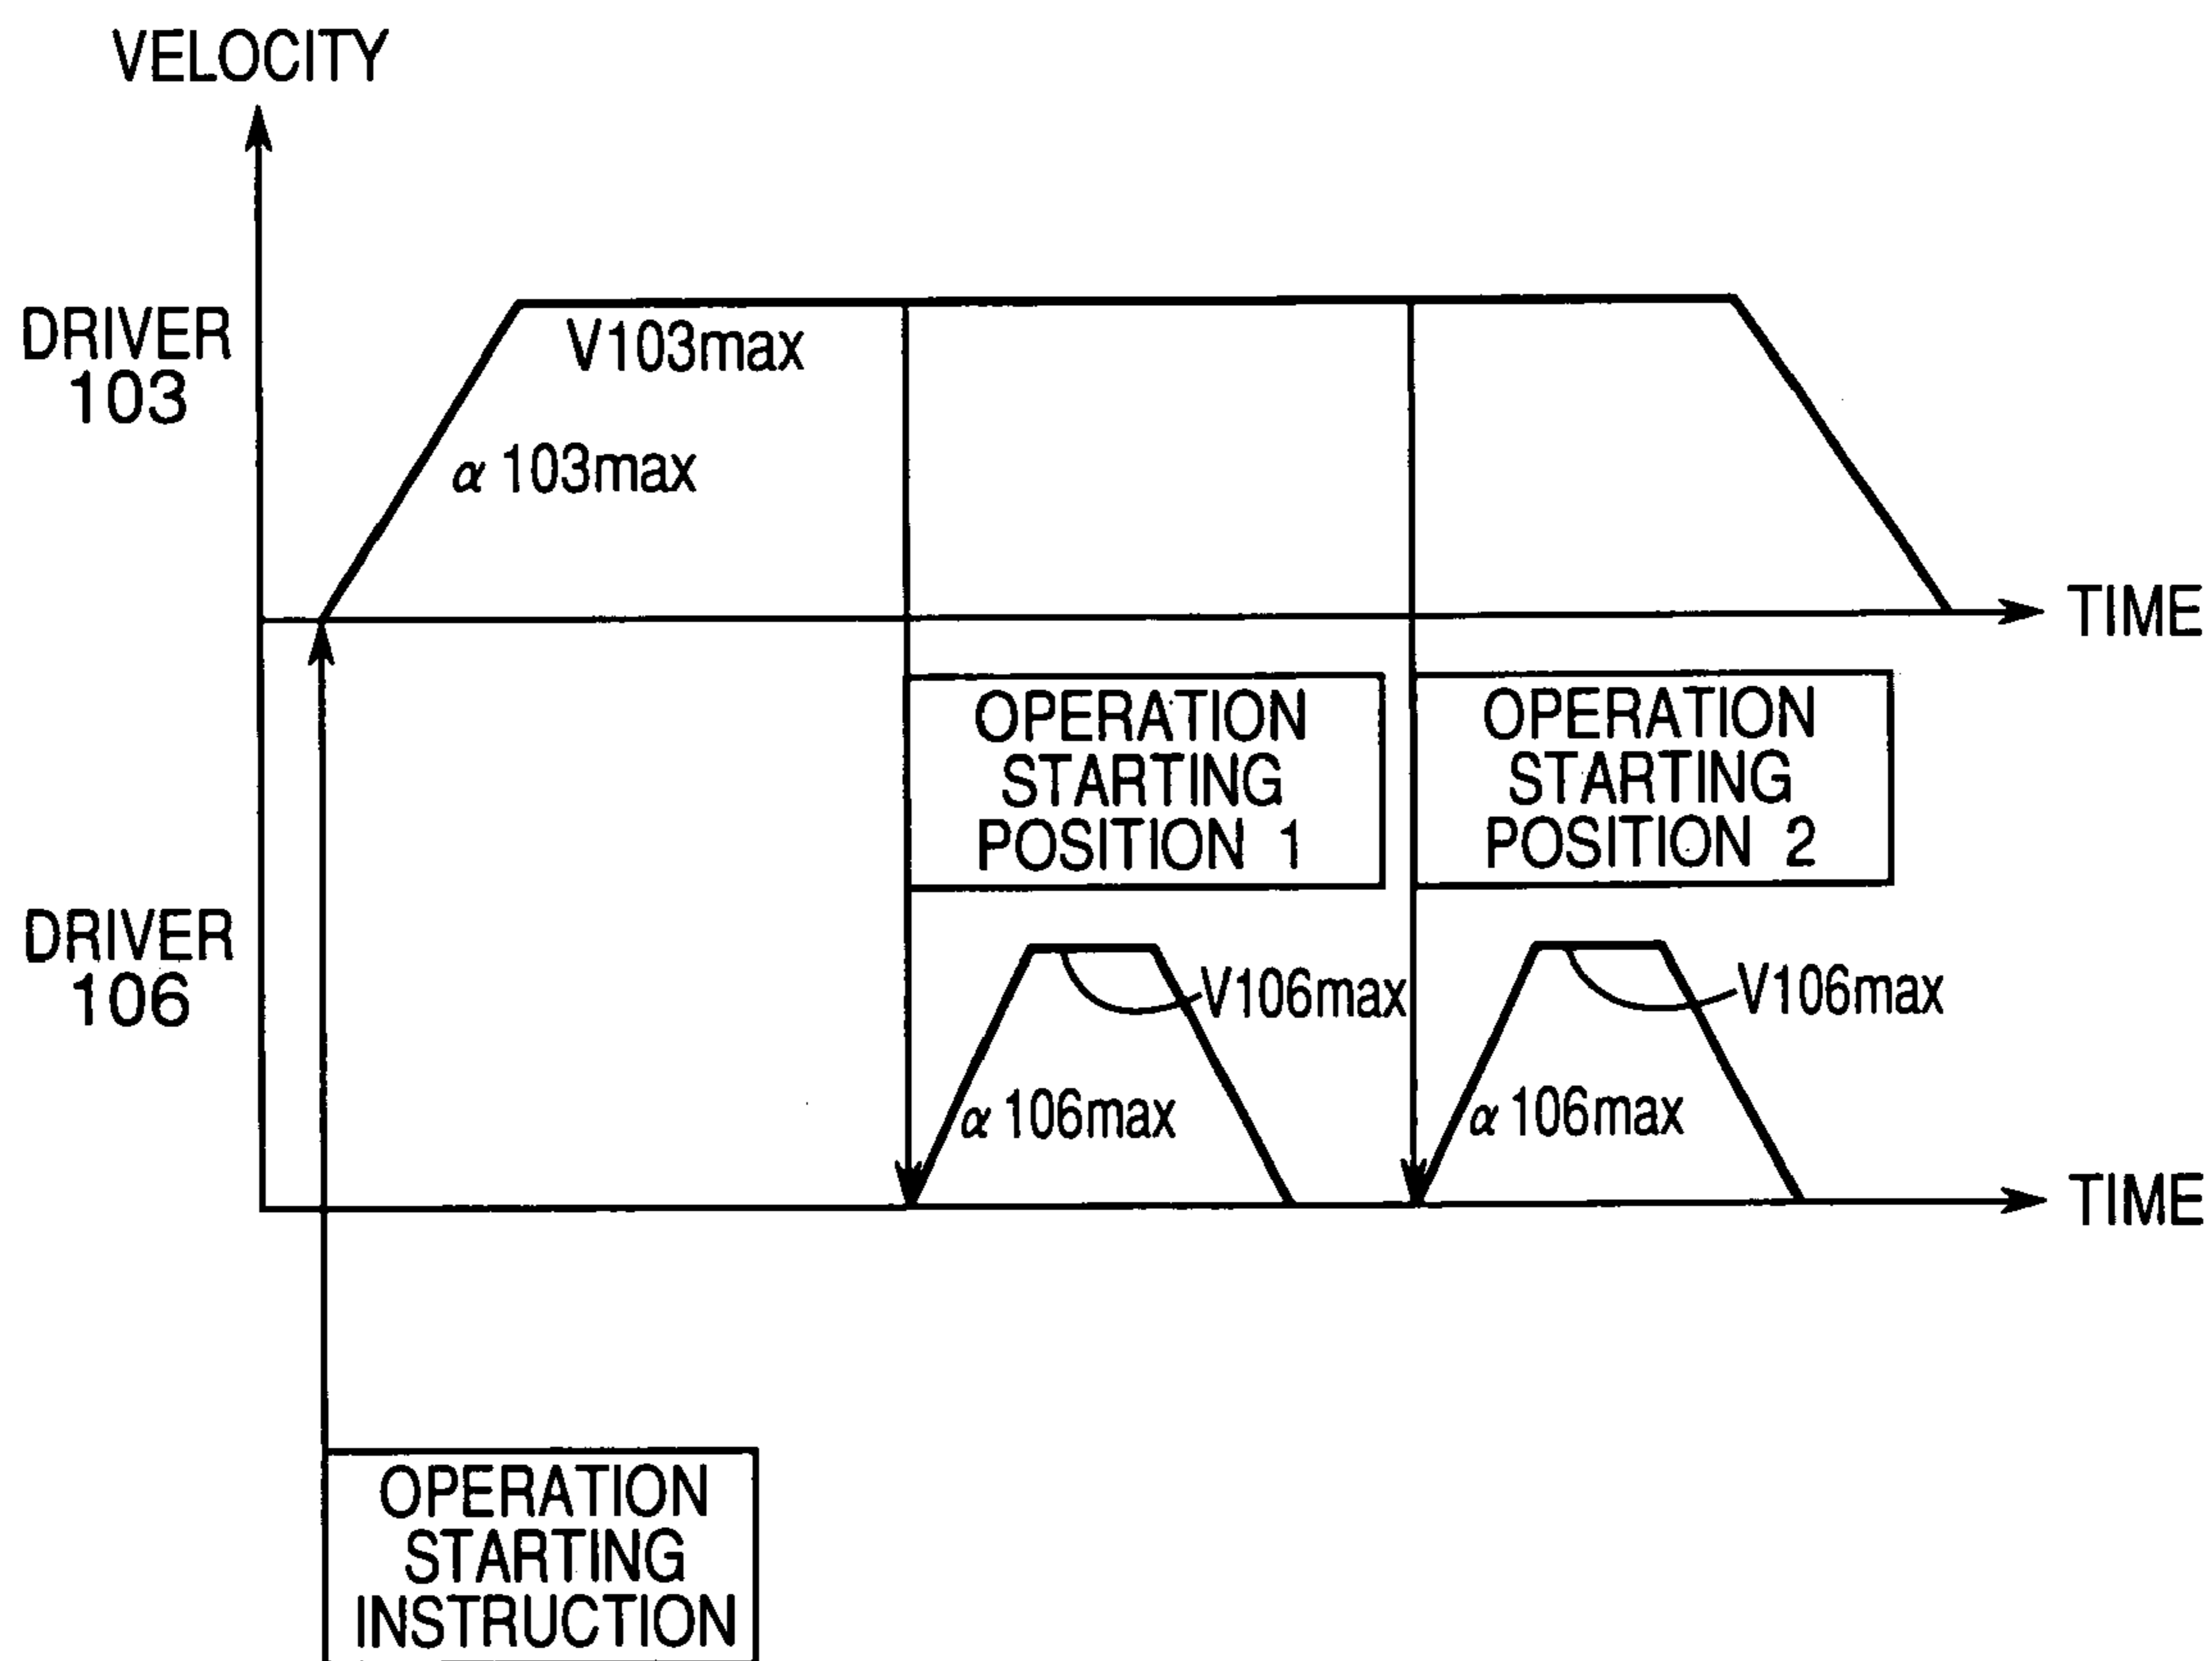 VELOCITY
DRIVER
103
V103max
α 103max
TIME
OPERATION
STARTING
POSITION 1
OPERATION
STARTING
POSITION 2
DRIVER
106
V106max
V106max
α 106max
α 106max
TIME
OPERATION
STARTING
INSTRUCTION